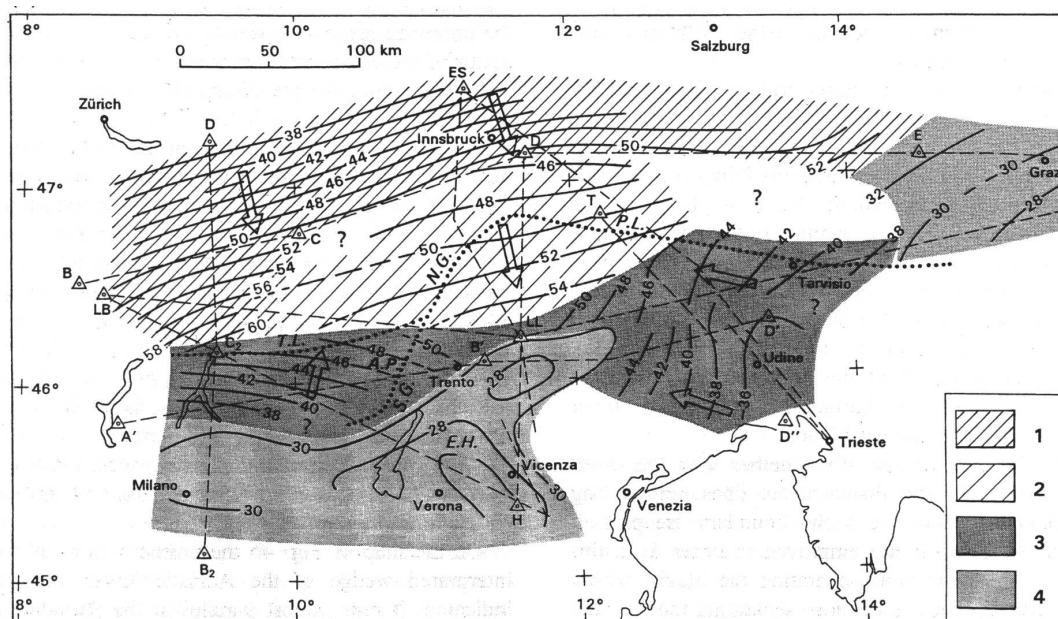 8° 10° 12° Salzburg
0 50 100 km
ES
Zürich
D
38
Innsbruck
D
50
E
40 42 44
46
52
30
Graz
47°
46
32
48
48
T
P.L.
?
30
28
50
C
?
44
42
40
38
52
50
52
B
54
N.G.
Tarvisio
LB
56
54
50
48
46
?
60
LL
D'
58
C₂
T.L.
48
50
B'
46
A.P.
44
Trento
28
40
Udine
46°
42
44
42
38
36
40
A'
38
S.G.
?
D''
Trieste
30
28
E.H.
1
Milano
Vicenza
30
2
30
Verona
H
Venezia
3
45°
B₂
4
8° 10° 12° 14°